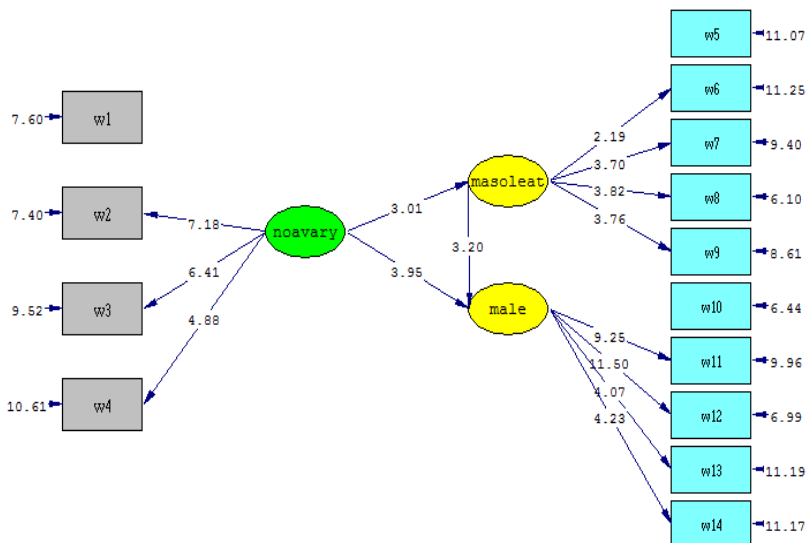 7.60
w1
7.40
w2
9.52
w3
10.61
w4
7.18
6.41
4.88
noavary
3.01
3.95
masoleat
3.20
male
2.19
3.70
3.82
3.76
9.25
11.50
4.07
4.23
w5
11.07
w6
11.25
w7
9.40
w8
6.10
w9
8.61
w10
6.44
w11
9.96
w12
6.99
w13
11.19
w14
11.17